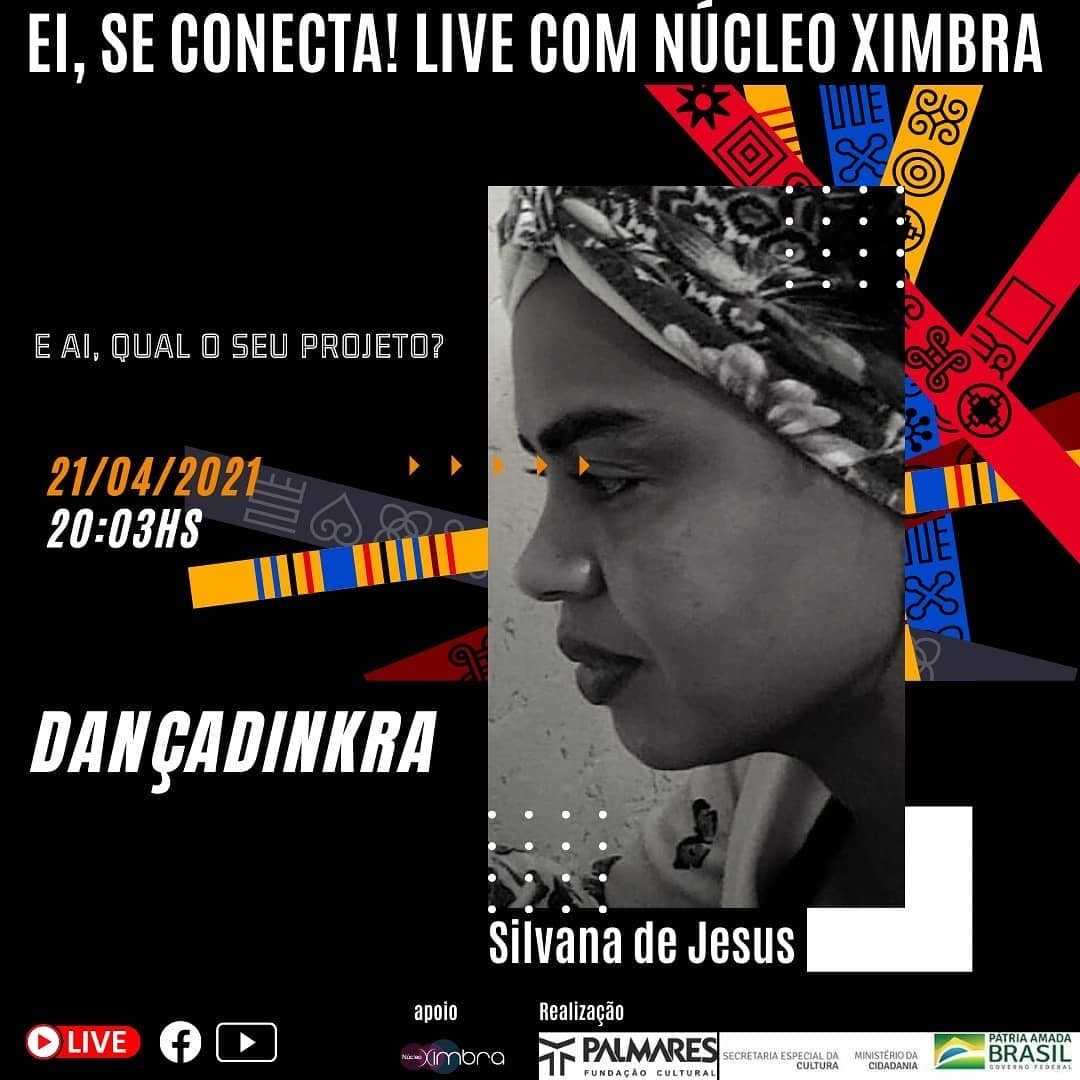 EI, SE CONECTA! LIVE COM NÚCLEO XIMBRA
E AI, QUAL O SEU PROJETO?
21/04/2021
20:03HS
DANÇADINKRA
Silvana de Jesus
apoio
Realização
LIVE
Núcleo Ximbra
PALMARES
FUNDAÇÃO CULTURAL
SECRETARIA ESPECIAL DA
CULTURA
MINISTÉRIO DA
CIDADANIA
PÁTRIA AMADA
BRASIL
GOVERNO FEDERAL